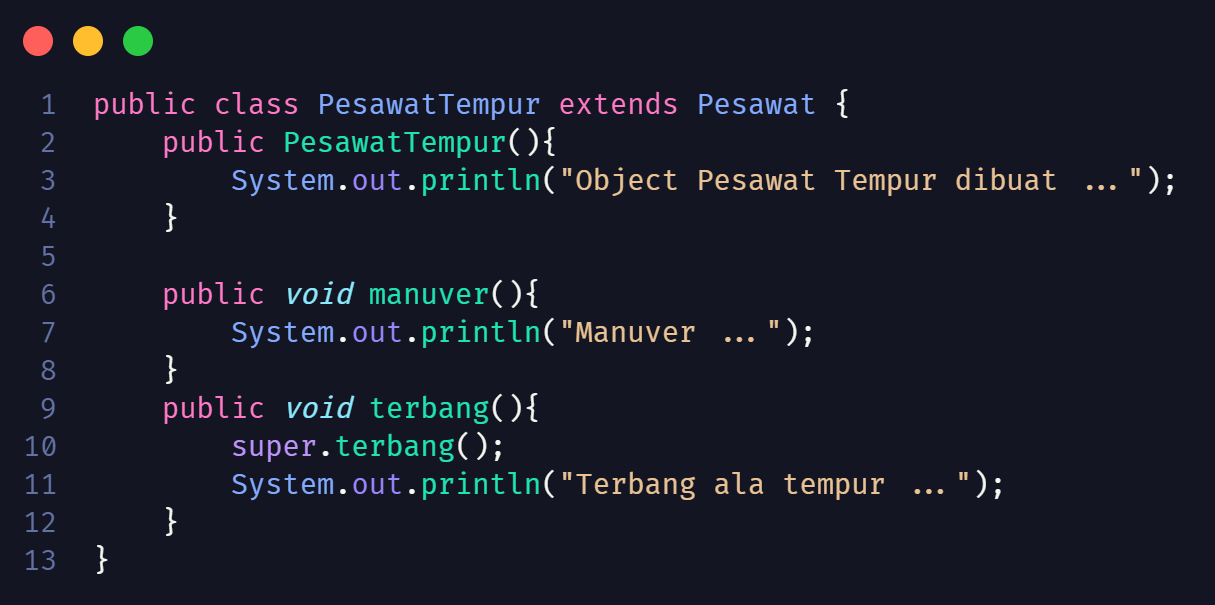 1 public class PesawatTempur extends Pesawat {
2     public PesawatTempur(){
3         System.out.println("Object Pesawat Tempur dibuat ...");
4     }
5
6     public void manuver(){
7         System.out.println("Manuver ...");
8     }
9     public void terbang(){
10         super.terbang();
11         System.out.println("Terbang ala tempur ...");
12     }
13 }